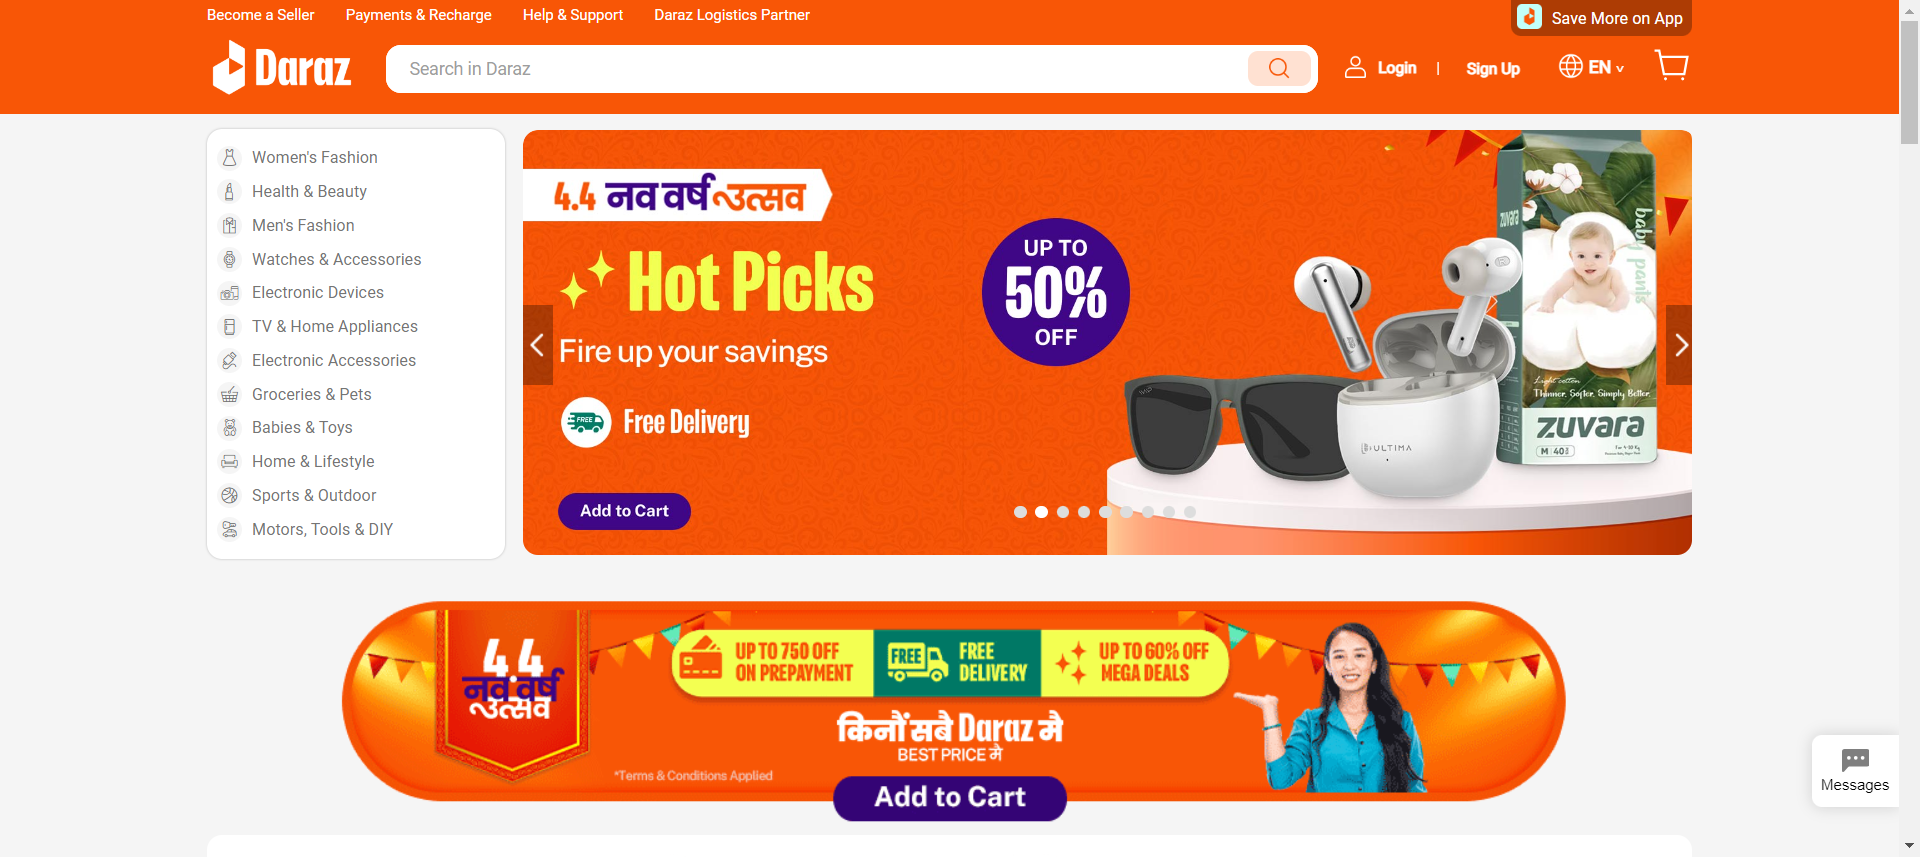 Become a Seller
Payments & Recharge
Help & Support
Daraz Logistics Partner
Save More on App
Daraz
Search in Daraz
Login
|
Sign Up
EN
Women's Fashion
Health & Beauty
Men's Fashion
Watches & Accessories
Electronic Devices
TV & Home Appliances
Electronic Accessories
Groceries & Pets
Babies & Toys
Home & Lifestyle
Sports & Outdoor
Motors, Tools & DIY
4.4 नव वर्ष उत्सव
Hot Picks
Fire up your savings
FREE
Free Delivery
Add to Cart
UP TO
50%
OFF
ULTIMA
zuvara
baby pants
Light cotton
Thinner, Softer, Simply Better.
zuvara
M 40
4.4
नव वर्ष
उत्सव
UP TO 750 OFF
ON PREPAYMENT
FREE
FREE
DELIVERY
UP TO 60% OFF
MEGA DEALS
किनौं सबै Daraz मै
BEST PRICE मै
*Terms & Conditions Applied
Add to Cart
Messages